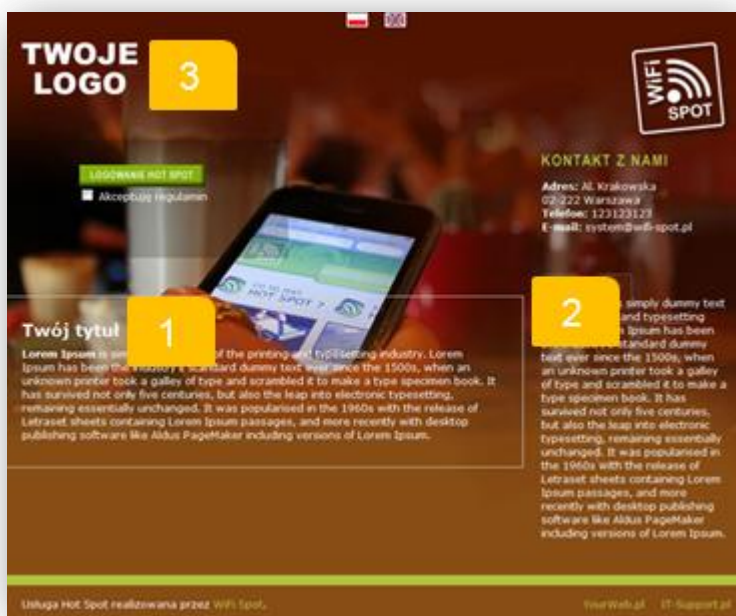 TWOJE
LOGO
3
WiFi
SPOT
LOGOWANIE HOT SPOT
Akceptuję regulamin
KONTAKT Z NAMI
Adres: Al. Krakowska
02-222 Warszawa
Telefon: 123123123
E-mail: system@wifi-spot.pl
HOT SPOT ?
1
Twój tytuł
Lorem Ipsum is of the printing and typesetting industry. Lorem
Ipsum has been the industry's standard dummy text ever since the 1500s, when an
unknown printer took a galley of type and scrambled it to make a type specimen book. It
has survived not only five centuries, but also the leap into electronic typesetting,
remaining essentially unchanged. It was popularised in the 1960s with the release of
Letraset sheets containing Lorem Ipsum passages, and more recently with desktop
publishing software like Aldus PageMaker including versions of Lorem Ipsum.
2
simply dummy text
and typesetting
Ipsum has been
standard dummy
text ever since the 1500s, when
an unknown printer took a galley
of type and scrambled it to make a
type specimen book. It has
survived not only five centuries,
but also the leap into electronic
typesetting, remaining essentially
unchanged. It was popularised in
the 1960s with the release of
Letraset sheets containing Lorem
Ipsum passages, and more
recently with desktop publishing
software like Aldus PageMaker
including versions of Lorem Ipsum.
Usługa Hot Spot realizowana przez WiFi Spot.
YourWeb.pl IT-Support.pl